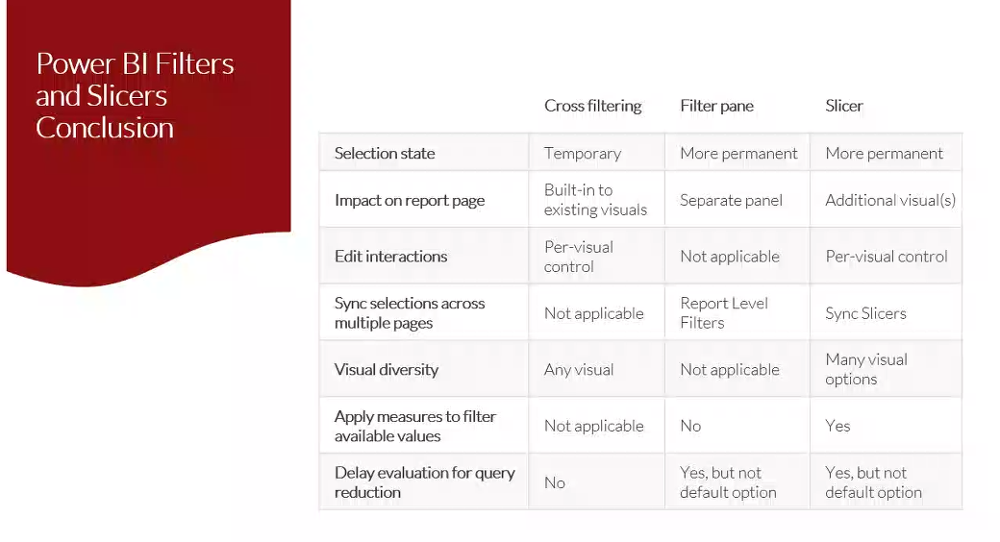 Power BI Filters
and Slicers
Conclusion
Cross filtering Filter pane Slicer
Selection state Temporary More permanent More permanent
Impact on report page Built-in to existing visuals Separate panel Additional visual(s)
Edit interactions Per-visual control Not applicable Per-visual control
Sync selections across multiple pages Not applicable Report Level Filters Sync Slicers
Visual diversity Any visual Not applicable Many visual options
Apply measures to filter available values Not applicable No Yes
Delay evaluation for query reduction No Yes, but not default option Yes, but not default option